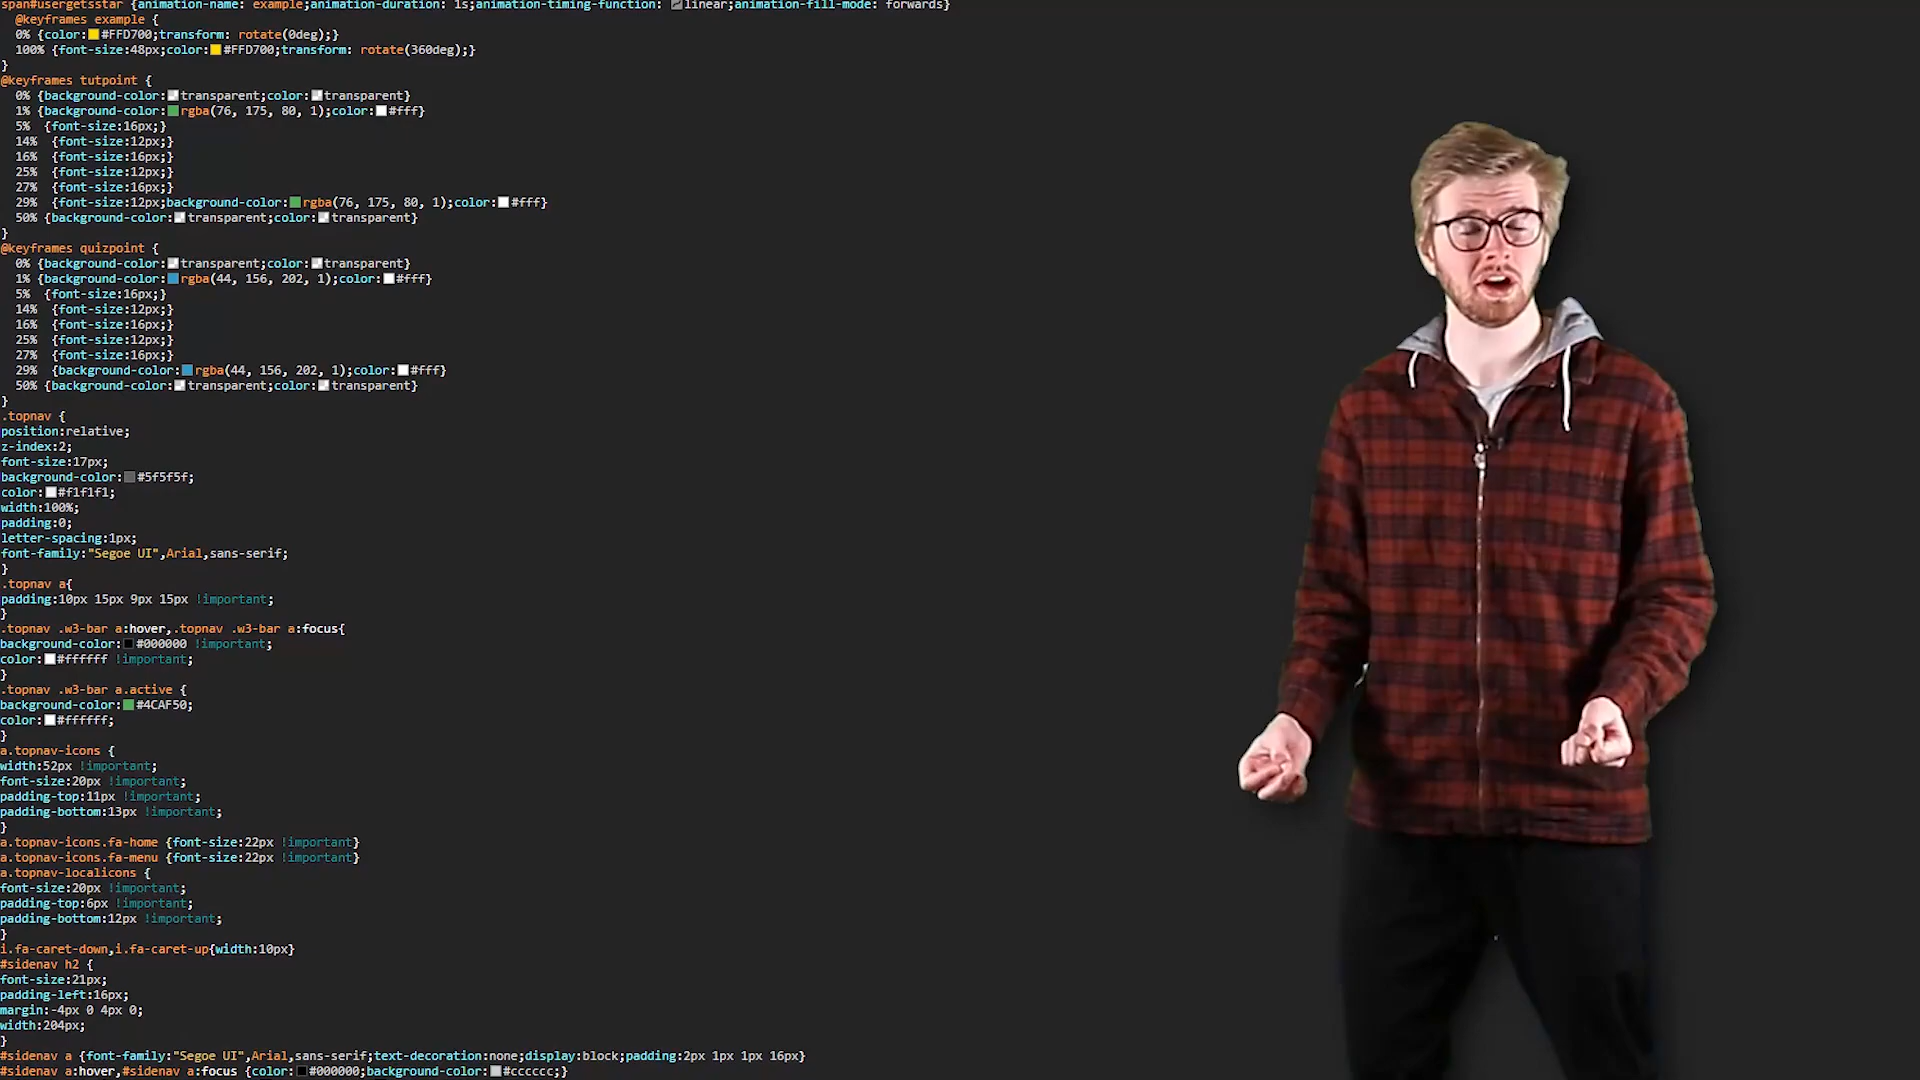 span#usergetsstar {animation-name: example;animation-duration: 1s;animation-timing-function: linear;animation-fill-mode: forwards}
@keyframes example {
0% {color:#FFD700;transform: rotate(0deg);}
100% {font-size:48px;color:#FFD700;transform: rotate(360deg);}
}
@keyframes tutpoint {
0% {background-color:transparent;color:transparent}
1% {background-color:rgba(76, 175, 80, 1);color:#fff}
5% {font-size:16px;}
14% {font-size:12px;}
16% {font-size:16px;}
25% {font-size:12px;}
27% {font-size:16px;}
29% {font-size:12px;background-color:rgba(76, 175, 80, 1);color:#fff}
50% {background-color:transparent;color:transparent}
}
@keyframes quizpoint {
0% {background-color:transparent;color:transparent}
1% {background-color:rgba(44, 156, 202, 1);color:#fff}
5% {font-size:16px;}
14% {font-size:12px;}
16% {font-size:16px;}
25% {font-size:12px;}
27% {font-size:16px;}
29% {background-color:rgba(44, 156, 202, 1);color:#fff}
50% {background-color:transparent;color:transparent}
}
.topnav {
position:relative;
z-index:2;
font-size:17px;
background-color:#5f5f5f;
color:#f1f1f1;
width:100%;
padding:0;
letter-spacing:1px;
font-family:"Segoe UI",Arial,sans-serif;
}
.topnav a{
padding:10px 15px 9px 15px !important;
}
.topnav .w3-bar a:hover,.topnav .w3-bar a:focus{
background-color:#000000 !important;
color:#ffffff !important;
}
.topnav .w3-bar a.active {
background-color:#4CAF50;
color:#ffffff;
}
a.topnav-icons {
width:52px !important;
font-size:20px !important;
padding-top:11px !important;
padding-bottom:13px !important;
}
a.topnav-icons.fa-home {font-size:22px !important}
a.topnav-icons.fa-menu {font-size:22px !important}
a.topnav-localicons {
font-size:20px !important;
padding-top:6px !important;
padding-bottom:12px !important;
}
i.fa-caret-down,i.fa-caret-up{width:10px}
#sidenav h2 {
font-size:21px;
padding-left:16px;
margin:-4px 0 4px 0;
width:204px;
}
#sidenav a {font-family:"Segoe UI",Arial,sans-serif;text-decoration:none;display:block;padding:2px 1px 1px 16px}
#sidenav a:hover,#sidenav a:focus {color:#000000;background-color:#cccccc;}